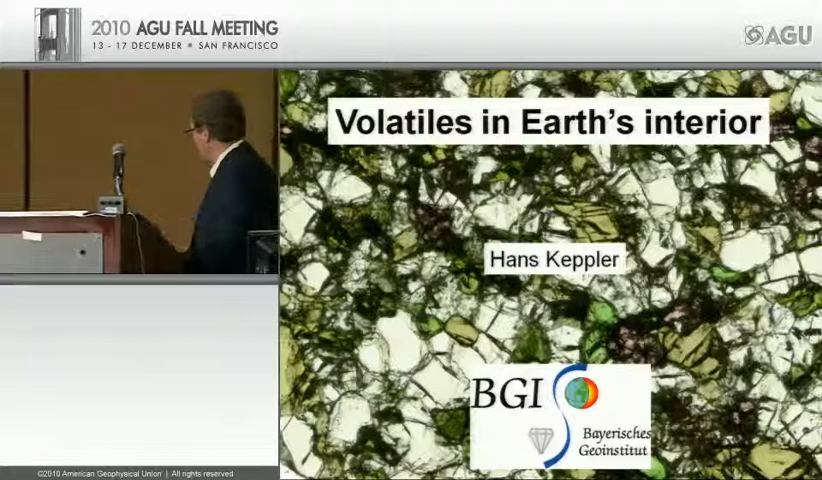 2010 AGU FALL MEETING
13 - 17 DECEMBER • SAN FRANCISCO
AGU
Volatiles in Earth's interior
Hans Keppler
BGI
Bayerisches
Geoinstitut
©2010 American Geophysical Union | All rights reserved